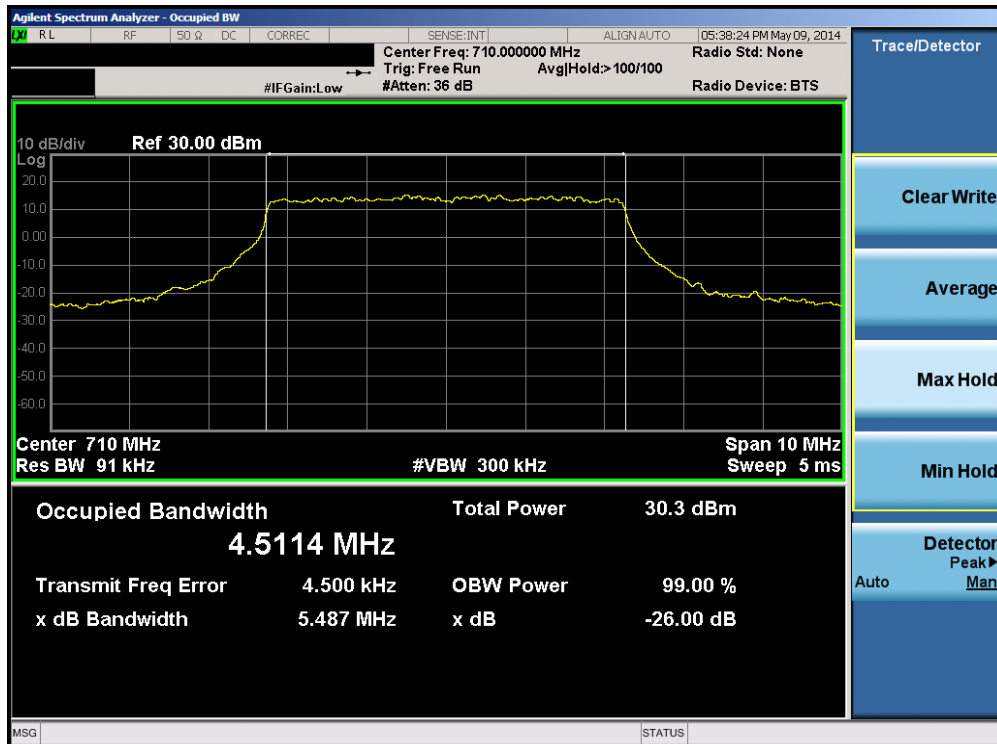 Agilent Spectrum Analyzer - Occupied BW
LXI RL RF 50 Ω DC CORREC SENSE:INT ALIGN AUTO 05:38:24 PM May 09, 2014
Center Freq: 710.000000 MHz Radio Std: None
Trig: Free Run Avg|Hold:>100/100
#IFGain:Low #Atten: 36 dB Radio Device: BTS
10 dB/div Ref 30.00 dBm
Log
20.0
10.0
0.00
-10.0
-20.0
-30.0
-40.0
-50.0
-60.0
Center 710 MHz Span 10 MHz
Res BW 91 kHz #VBW 300 kHz Sweep 5 ms
Occupied Bandwidth Total Power 30.3 dBm
4.5114 MHz
Transmit Freq Error 4.500 kHz OBW Power 99.00 %
x dB Bandwidth 5.487 MHz x dB -26.00 dB
Trace/Detector
Clear Write
Average
Max Hold
Min Hold
Detector
Peak▶
Auto Man
MSG STATUS